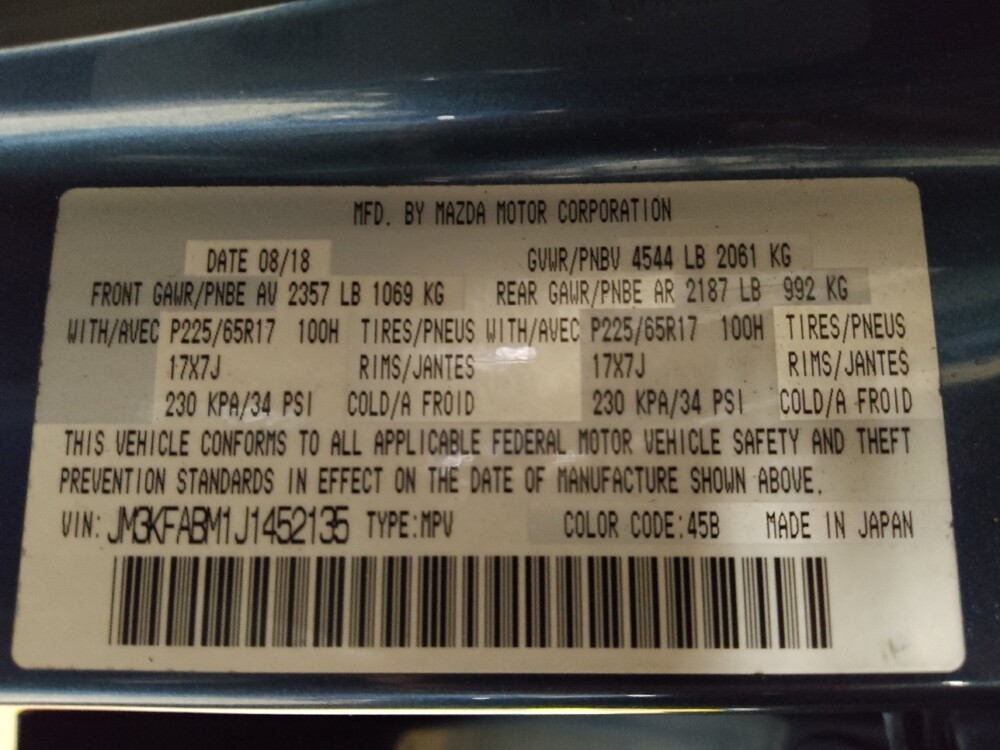 MFD. BY MAZDA MOTOR CORPORATION
DATE 08/18 GVWR/PNBV 4544 LB 2061 KG
FRONT GAWR/PNBE AV 2357 LB 1069 KG REAR GAWR/PNBE AR 2187 LB 992 KG
WITH/AVEC P225/65R17 100H TIRES/PNEUS WITH/AVEC P225/65R17 100H TIRES/PNEUS
17X7J RIMS/JANTES 17X7J RIMS/JANTES
230 KPA/34 PSI COLD/A FROID 230 KPA/34 PSI COLD/A FROID
THIS VEHICLE CONFORMS TO ALL APPLICABLE FEDERAL MOTOR VEHICLE SAFETY AND THEFT
PREVENTION STANDARDS IN EFFECT ON THE DATE OF MANUFACTURE SHOWN ABOVE.
VIN: JM3KFABM1J1452135 TYPE:MPV COLOR CODE:45B MADE IN JAPAN